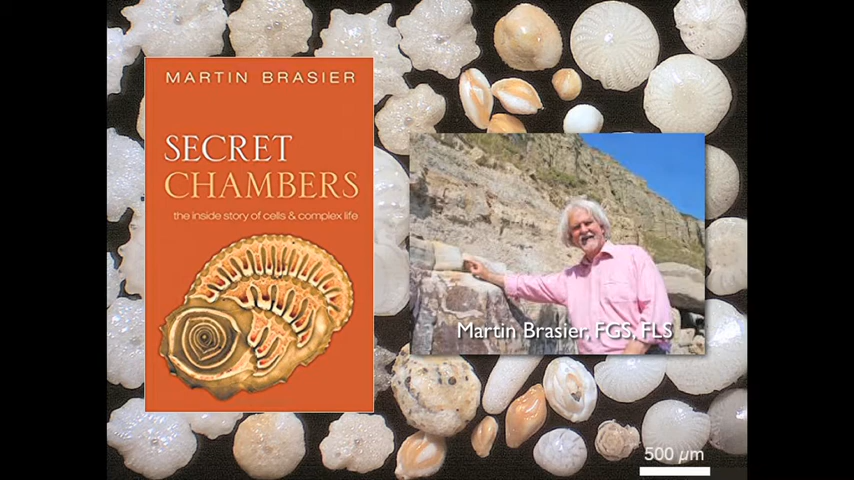 MARTIN BRASIER
SECRET
CHAMBERS
the inside story of cells & complex life
Martin Brasier, FGS, FLS
500 µm